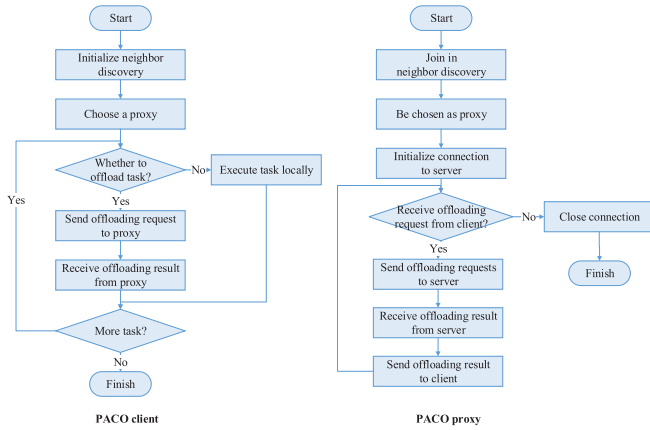 Start
Initialize neighbor
discovery
Choose a proxy
Whether to
offload task?
No
Execute task locally
Yes
Yes
Send offloading request
to proxy
Receive offloading result
from proxy
More task?
No
Finish
PACO client
Start
Join in
neighbor discovery
Be chosen as proxy
Initialize connection
to server
Receive offloading
request from client?
No
Close connection
Yes
Finish
Send offloading requests
to server
Receive offloading result
from server
Send offloading result
to client
PACO proxy